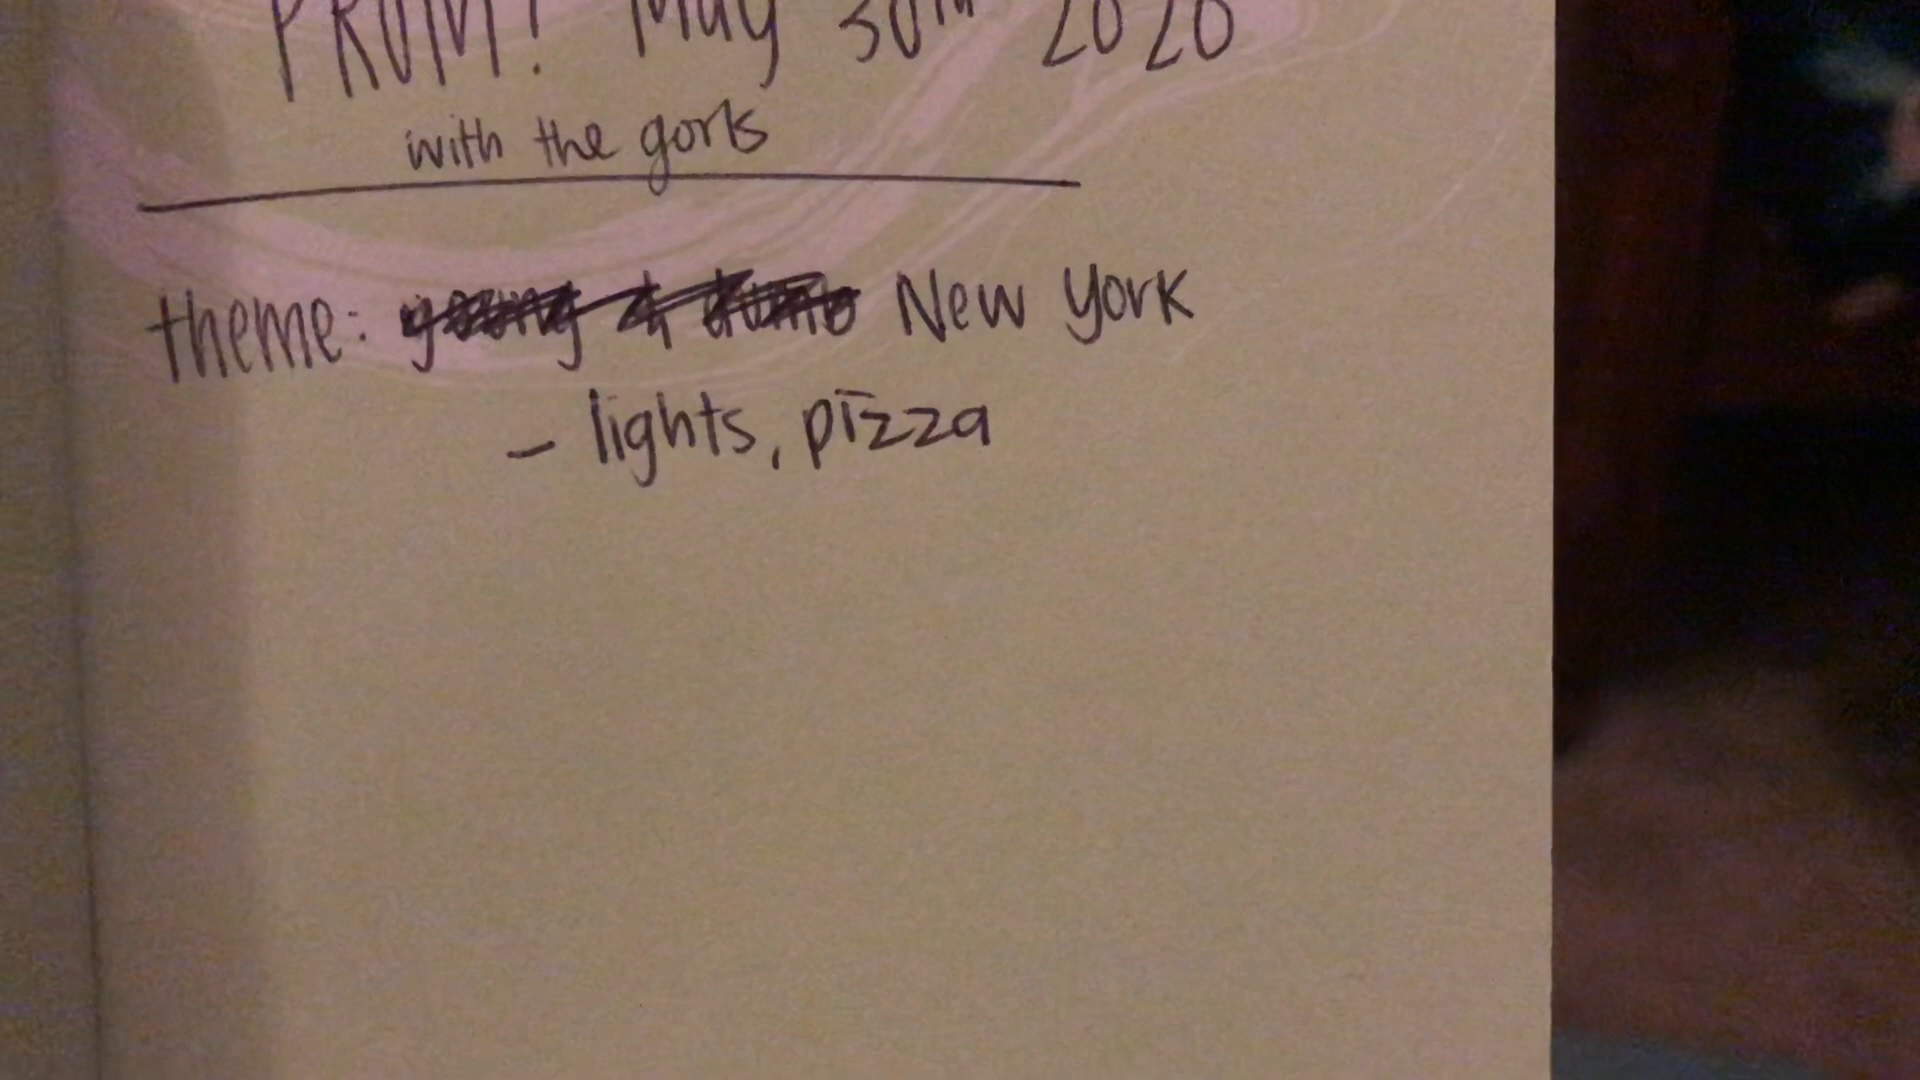 PROM! May 30th 2020
with the gorls
theme: New York
- lights, pizza